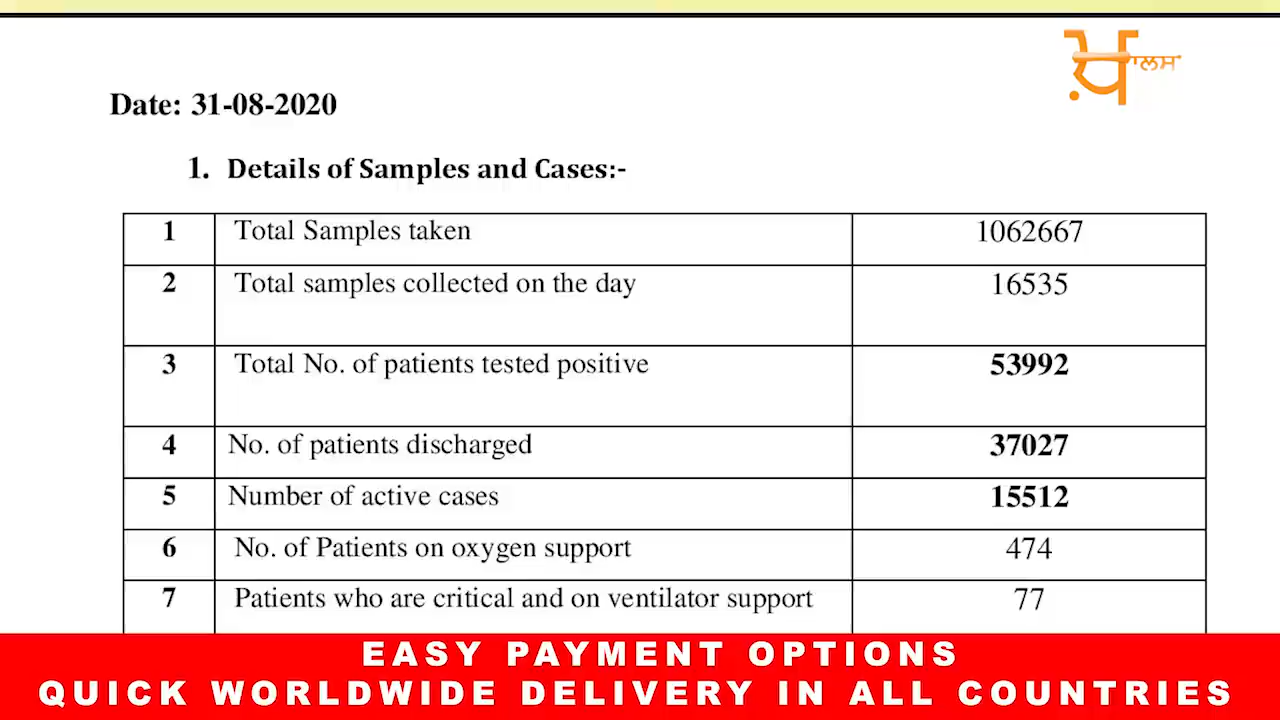 ਖ਼ਾਲਸ
Date: 31-08-2020
1. Details of Samples and Cases:-
1 Total Samples taken 1062667
2 Total samples collected on the day 16535
3 Total No. of patients tested positive 53992
4 No. of patients discharged 37027
5 Number of active cases 15512
6 No. of Patients on oxygen support 474
7 Patients who are critical and on ventilator support 77
EASY PAYMENT OPTIONS
QUICK WORLDWIDE DELIVERY IN ALL COUNTRIES